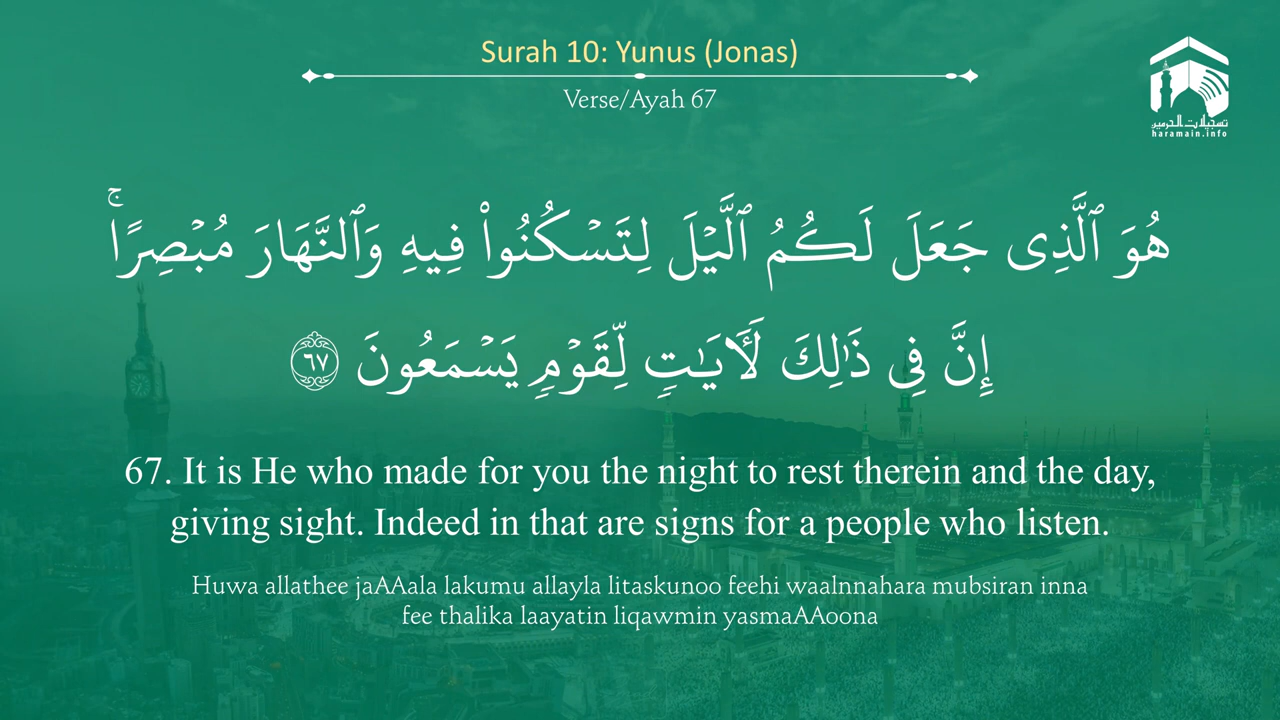 Surah 10: Yunus (Jonas)
Verse/Ayah 67
تسجيلات الحرمين
haramain.info
هُوَ ٱلَّذِى جَعَلَ لَكُمُ ٱلَّيْلَ لِتَسْكُنُوا۟ فِيهِ وَٱلنَّهَارَ مُبْصِرًا ۚ
إِنَّ فِى ذَٰلِكَ لَـَٔايَـٰتٍ لِّقَوْمٍ يَسْمَعُونَ ٦٧
67. It is He who made for you the night to rest therein and the day,
giving sight. Indeed in that are signs for a people who listen.
Huwa allathee jaAAala lakumu allayla litaskunoo feehi waalnnahara mubsiran inna
fee thalika laayatin liqawmin yasmaAAoona